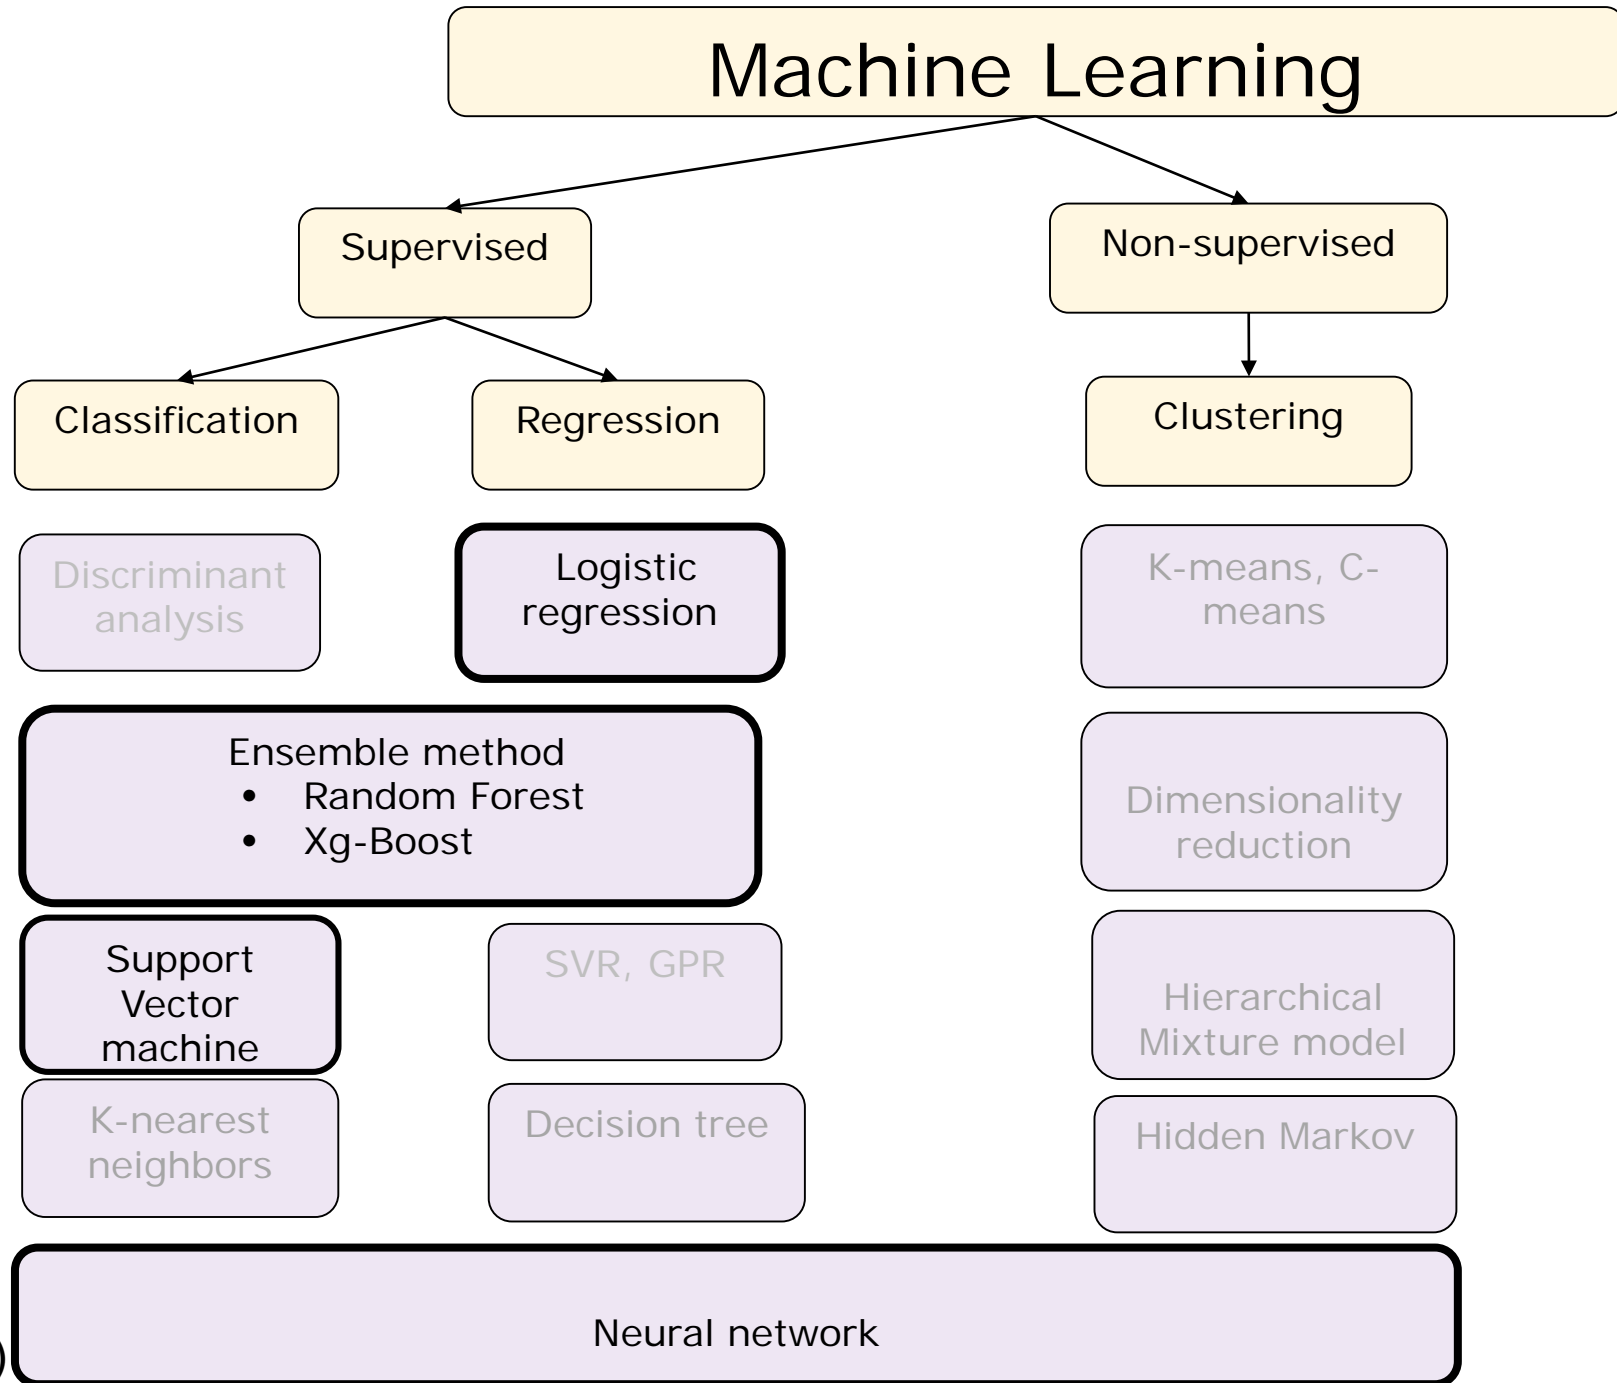 Machine Learning
Supervised
Non-supervised
Classification
Regression
Clustering
Discriminant
analysis
Logistic
regression
K-means, C-
means
Ensemble method
• Random Forest
• Xg-Boost
Dimensionality
reduction
Support
Vector
machine
SVR, GPR
Hierarchical
Mixture model
K-nearest
neighbors
Decision tree
Hidden Markov
Neural network